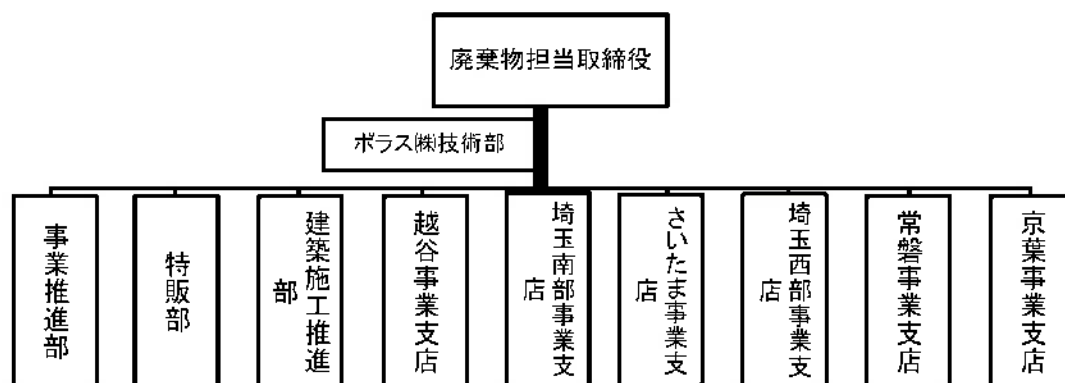 廃棄物担当取締役
ポラス㈱技術部
事業推進部
特販部
建築施工推進
部
越谷事業支店
埼玉南部事業支
店
さいたま事業支
店
埼玉西部事業支
店
常磐事業支店
京葉事業支店